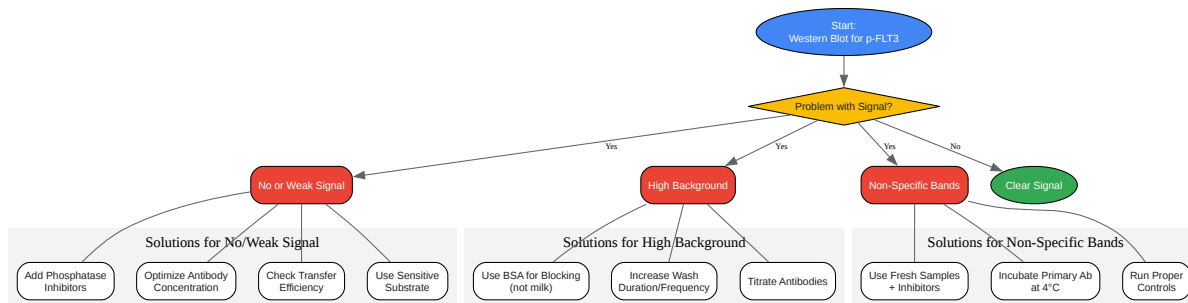 Start:
Western Blot for p-FLT3
Problem with Signal?
Yes
Yes
Yes
No
No or Weak Signal
High Background
Non-Specific Bands
Clear Signal
Solutions for No/Weak Signal
Solutions for High Background
Solutions for Non-Specific Bands
Add Phosphatase
Inhibitors
Optimize Antibody
Concentration
Check Transfer
Efficiency
Use Sensitive
Substrate
Use BSA for Blocking
(not milk)
Increase Wash
Duration/Frequency
Titrate Antibodies
Use Fresh Samples
+ Inhibitors
Incubate Primary Ab
at 4°C
Run Proper
Controls